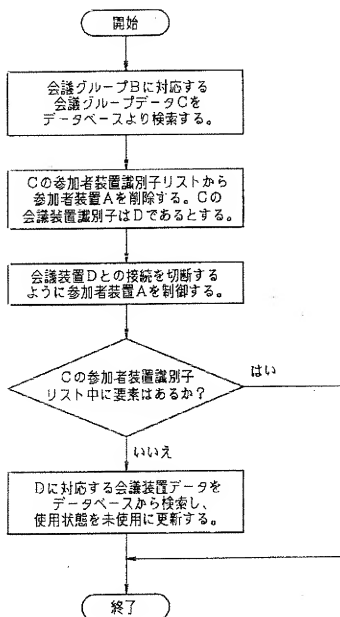 開始
会議グループBに対応する
会議グループデータCを
データベースより検索する。
Cの参加者装置識別子リストから
参加者装置Aを削除する。Cの
会議装置識別子はDであるとする。
会議装置Dとの接続を切断する
ように参加者装置Aを制御する。
Cの参加者装置識別子
リスト中に要素はあるか？
はい
いいえ
Dに対応する会議装置データを
データベースから検索し、
使用状態を未使用に更新する。
終了